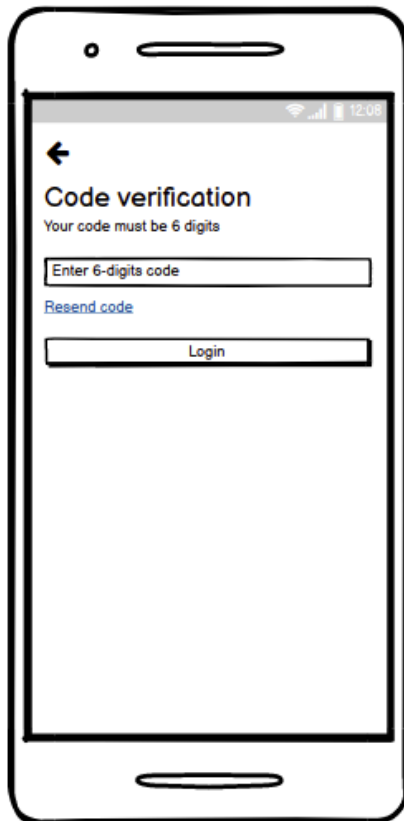 12:08
Code verification
Your code must be 6 digits
Enter 6-digits code
Resend code
Login